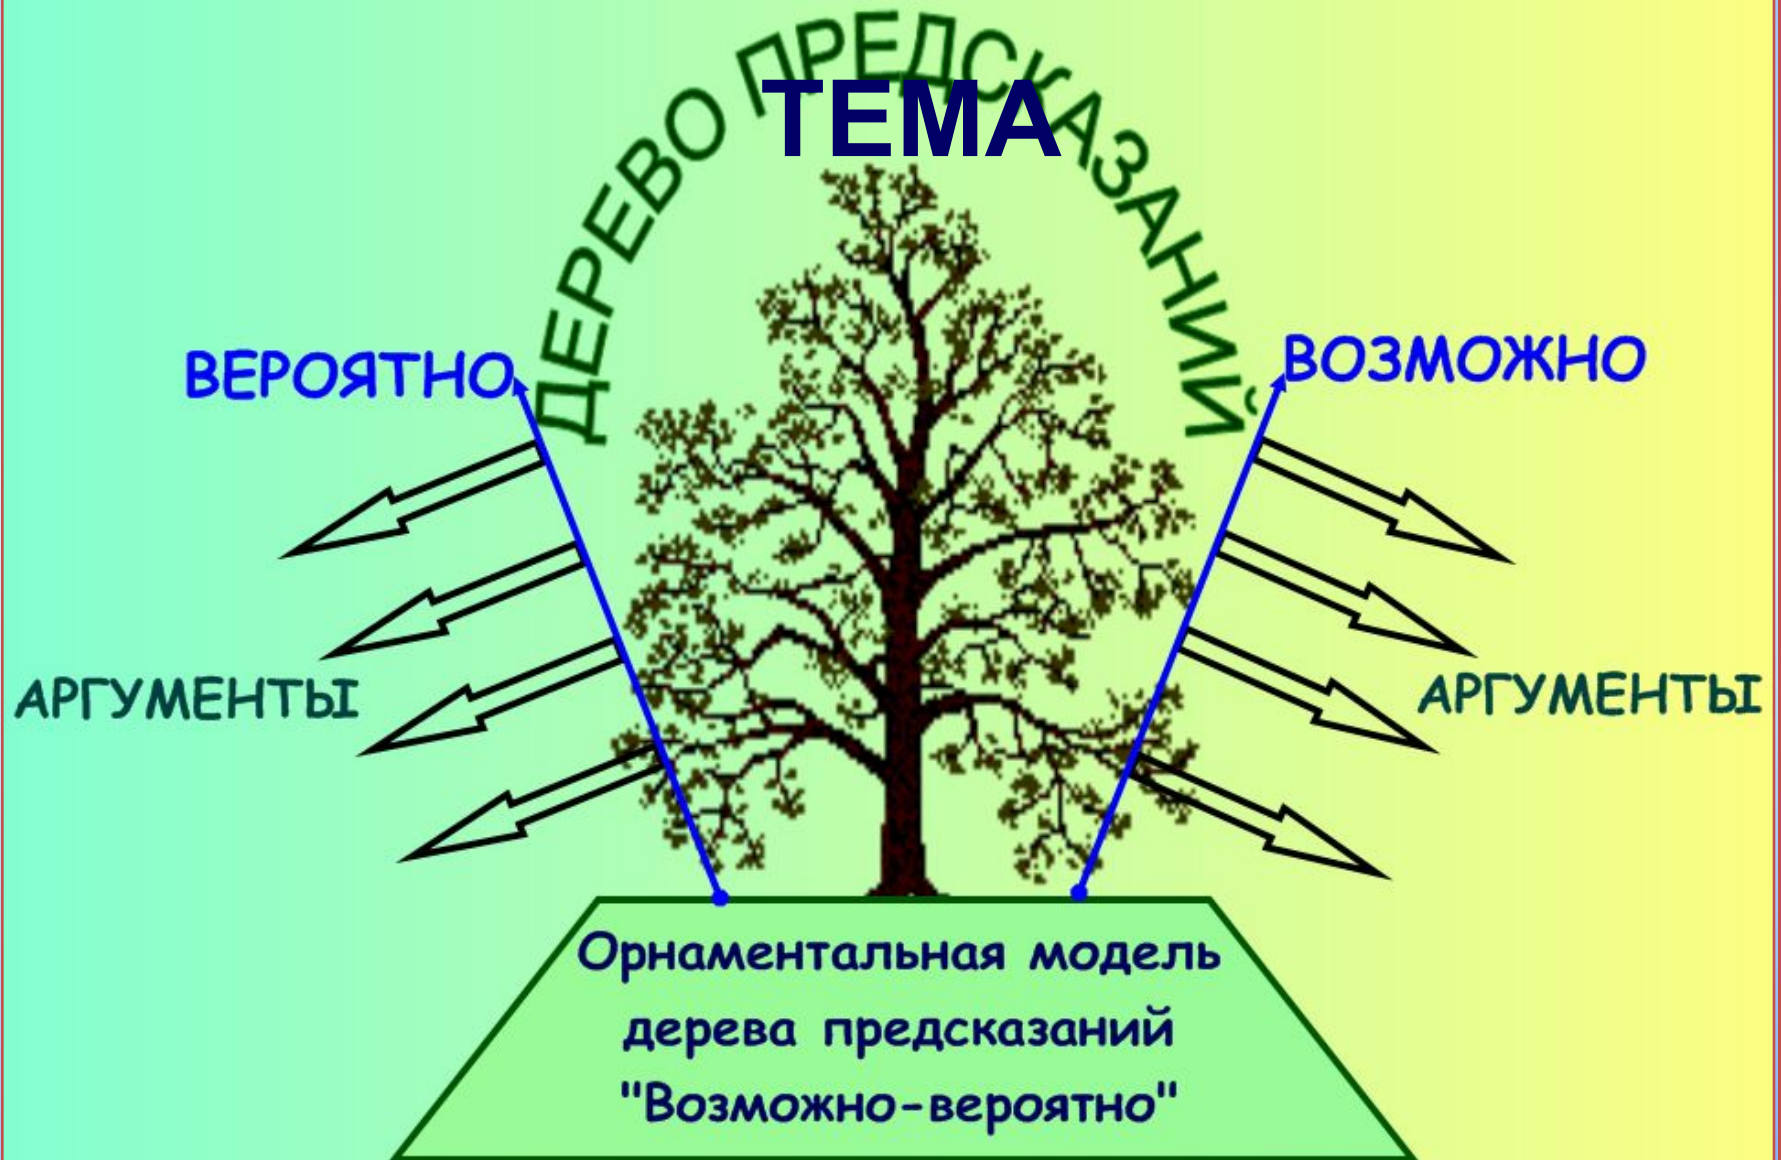 ДЕРЕВО ПРЕДСКАЗАНИЙ
ТЕМА
ВЕРОЯТНО
ВОЗМОЖНО
АРГУМЕНТЫ
АРГУМЕНТЫ
Орнаментальная модель
дерева предсказаний
"Возможно-вероятно"